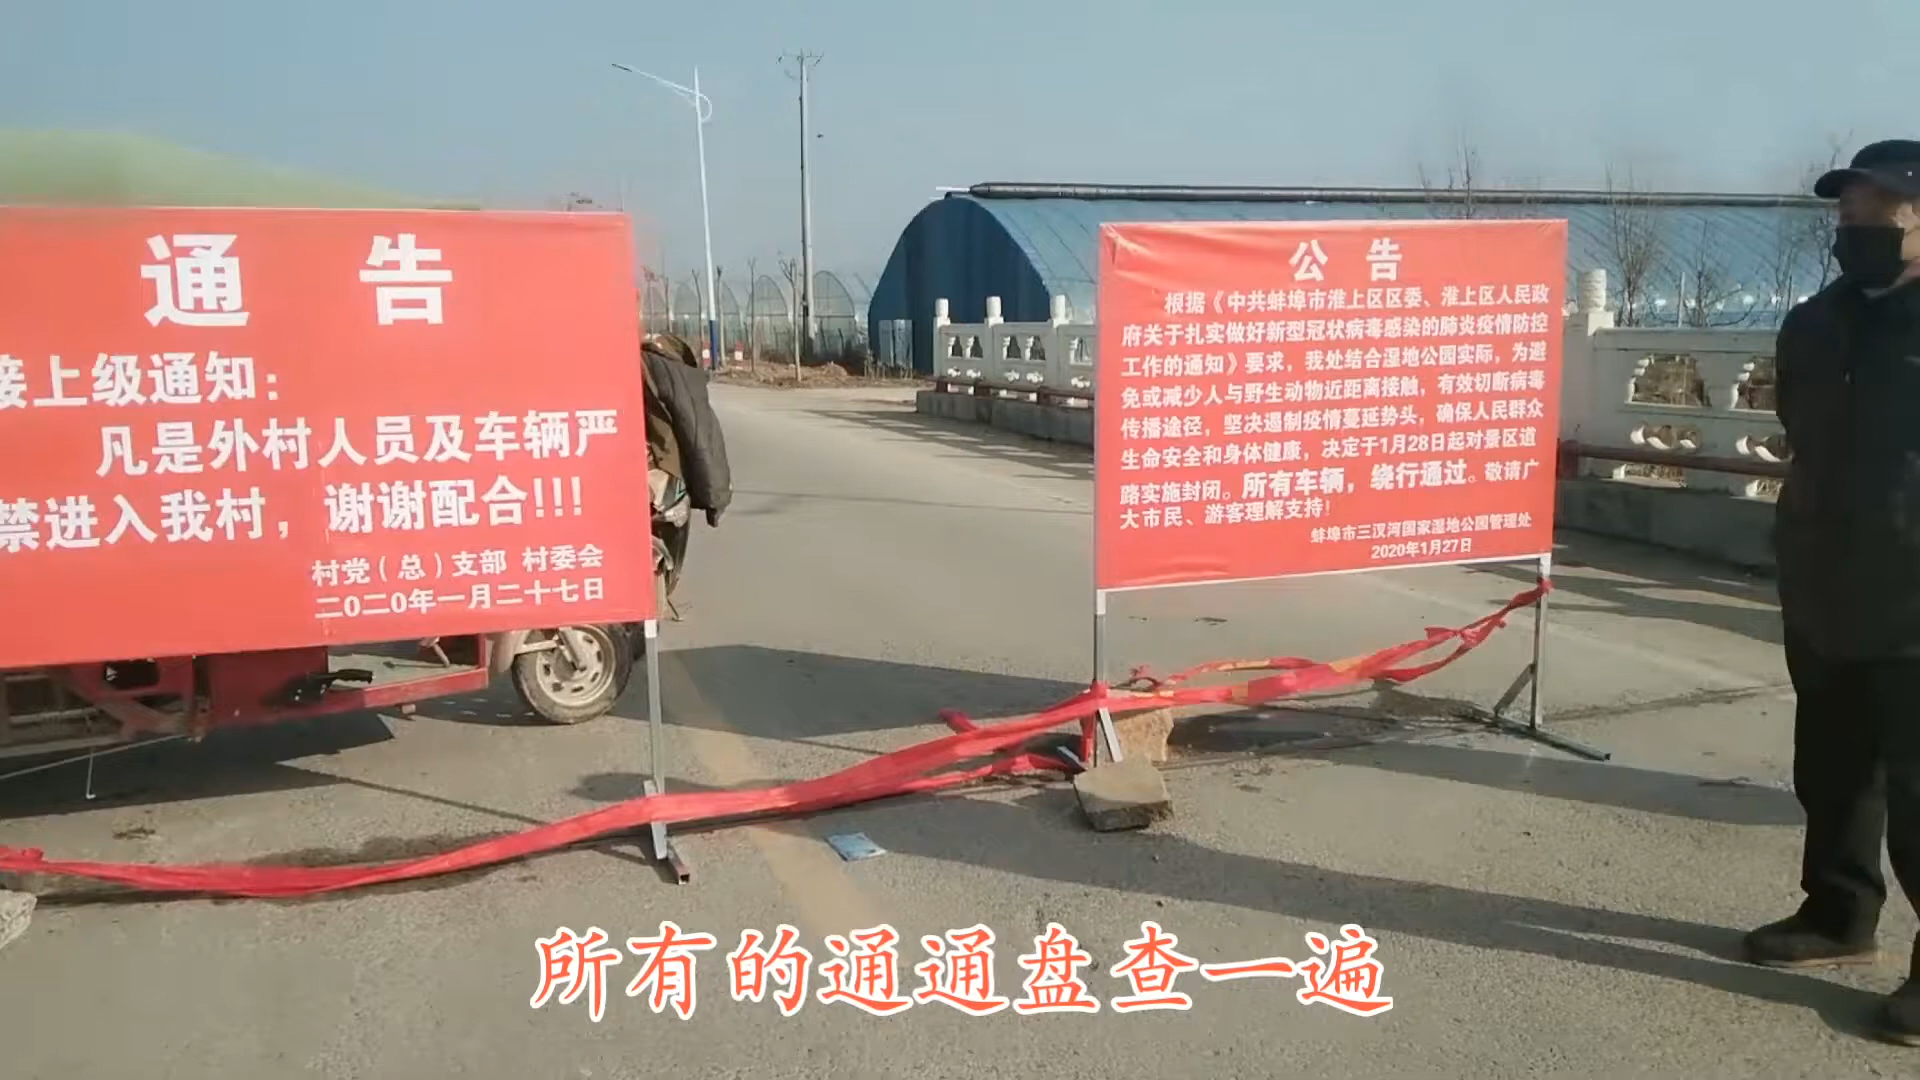 通 告
接上级通知：
凡是外村人员及车辆严
禁进入我村，谢谢配合!!!
村党（总）支部 村委会
二0二0年一月二十七日
公 告
根据《中共蚌埠市淮上区区委、淮上区人民政
府关于扎实做好新型冠状病毒感染的肺炎疫情防控
工作的通知》要求，我处结合湿地公园实际，为避
免或减少人与野生动物近距离接触，有效切断病毒
传播途径，坚决遏制疫情蔓延势头，确保人民群众
生命安全和身体健康，决定于1月28日起对景区道
路实施封闭。所有车辆，绕行通过。敬请广
大市民、游客理解支持!
蚌埠市三汊河国家湿地公园管理处
2020年1月27日
所有的通通盘查一遍